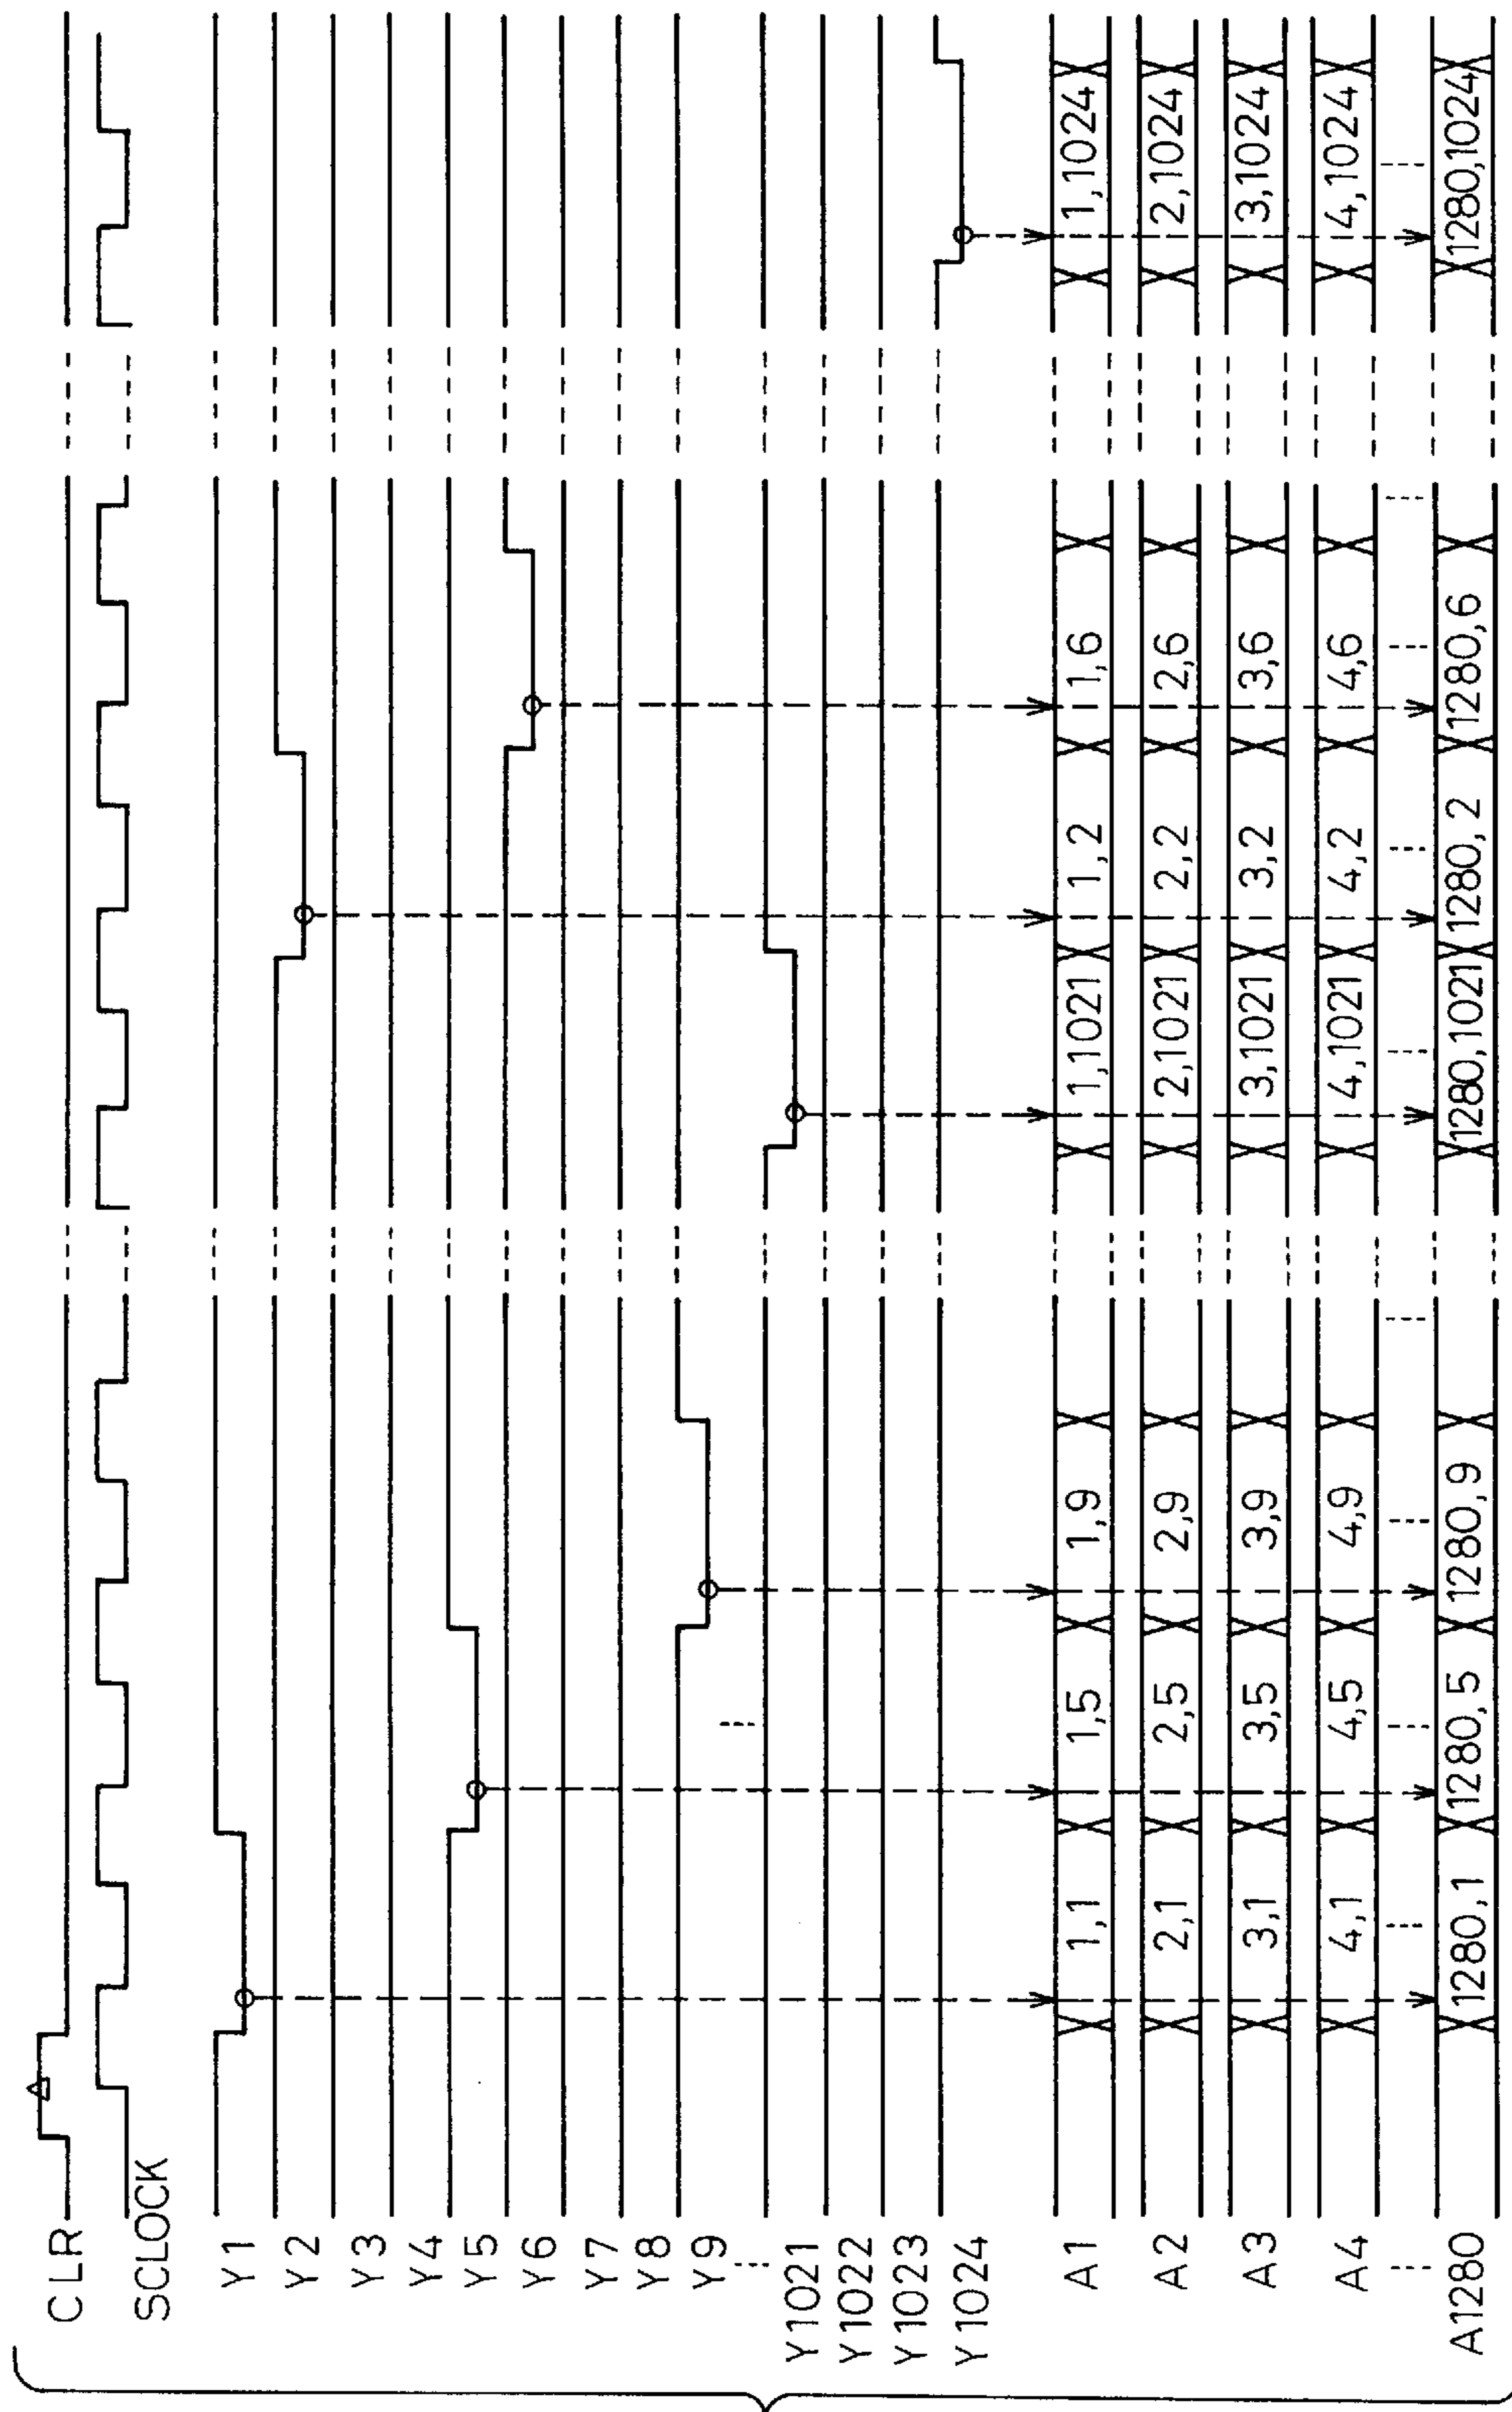 CLR
SCLOCK
Y1
Y2
Y3
Y4
Y5
Y6
Y7
Y8
Y9
Y1021
Y1022
Y1023
Y1024
A1 1,1 1,5 1,9 1,1021 1,2 1,6 1,1024
A2 2,1 2,5 2,9 2,1021 2,2 2,6 2,1024
A3 3,1 3,5 3,9 3,1021 3,2 3,6 3,1024
A4 4,1 4,5 4,9 4,1021 4,2 4,6 4,1024
A1280 1280,1 1280,5 1280,9 1280,1021 1280,2 1280,6 1280,1024